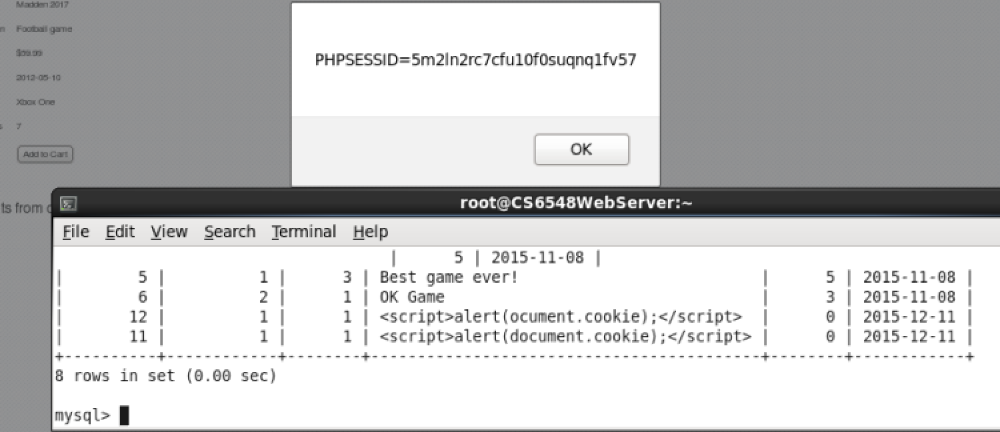 Madden 2017
n Football game
$59.99
2012-05-10
Xbox One
s 7
Add to Cart
PHPSESSID=5m2ln2rc7cfu10f0suqnq1fv57
OK
ts from
root@CS6548WebServer:~
File Edit View Search Terminal Help
| 5 | 2015-11-08 |
| 5 | 1 | 3 | Best game ever! | 5 | 2015-11-08 |
| 6 | 2 | 1 | OK Game | 3 | 2015-11-08 |
| 12 | 1 | 1 | <script>alert(ocument.cookie);</script> | 0 | 2015-12-11 |
| 11 | 1 | 1 | <script>alert(document.cookie);</script> | 0 | 2015-12-11 |
+----------+------------+--------+------------------------------------------+--------+------------+
8 rows in set (0.00 sec)
mysql>